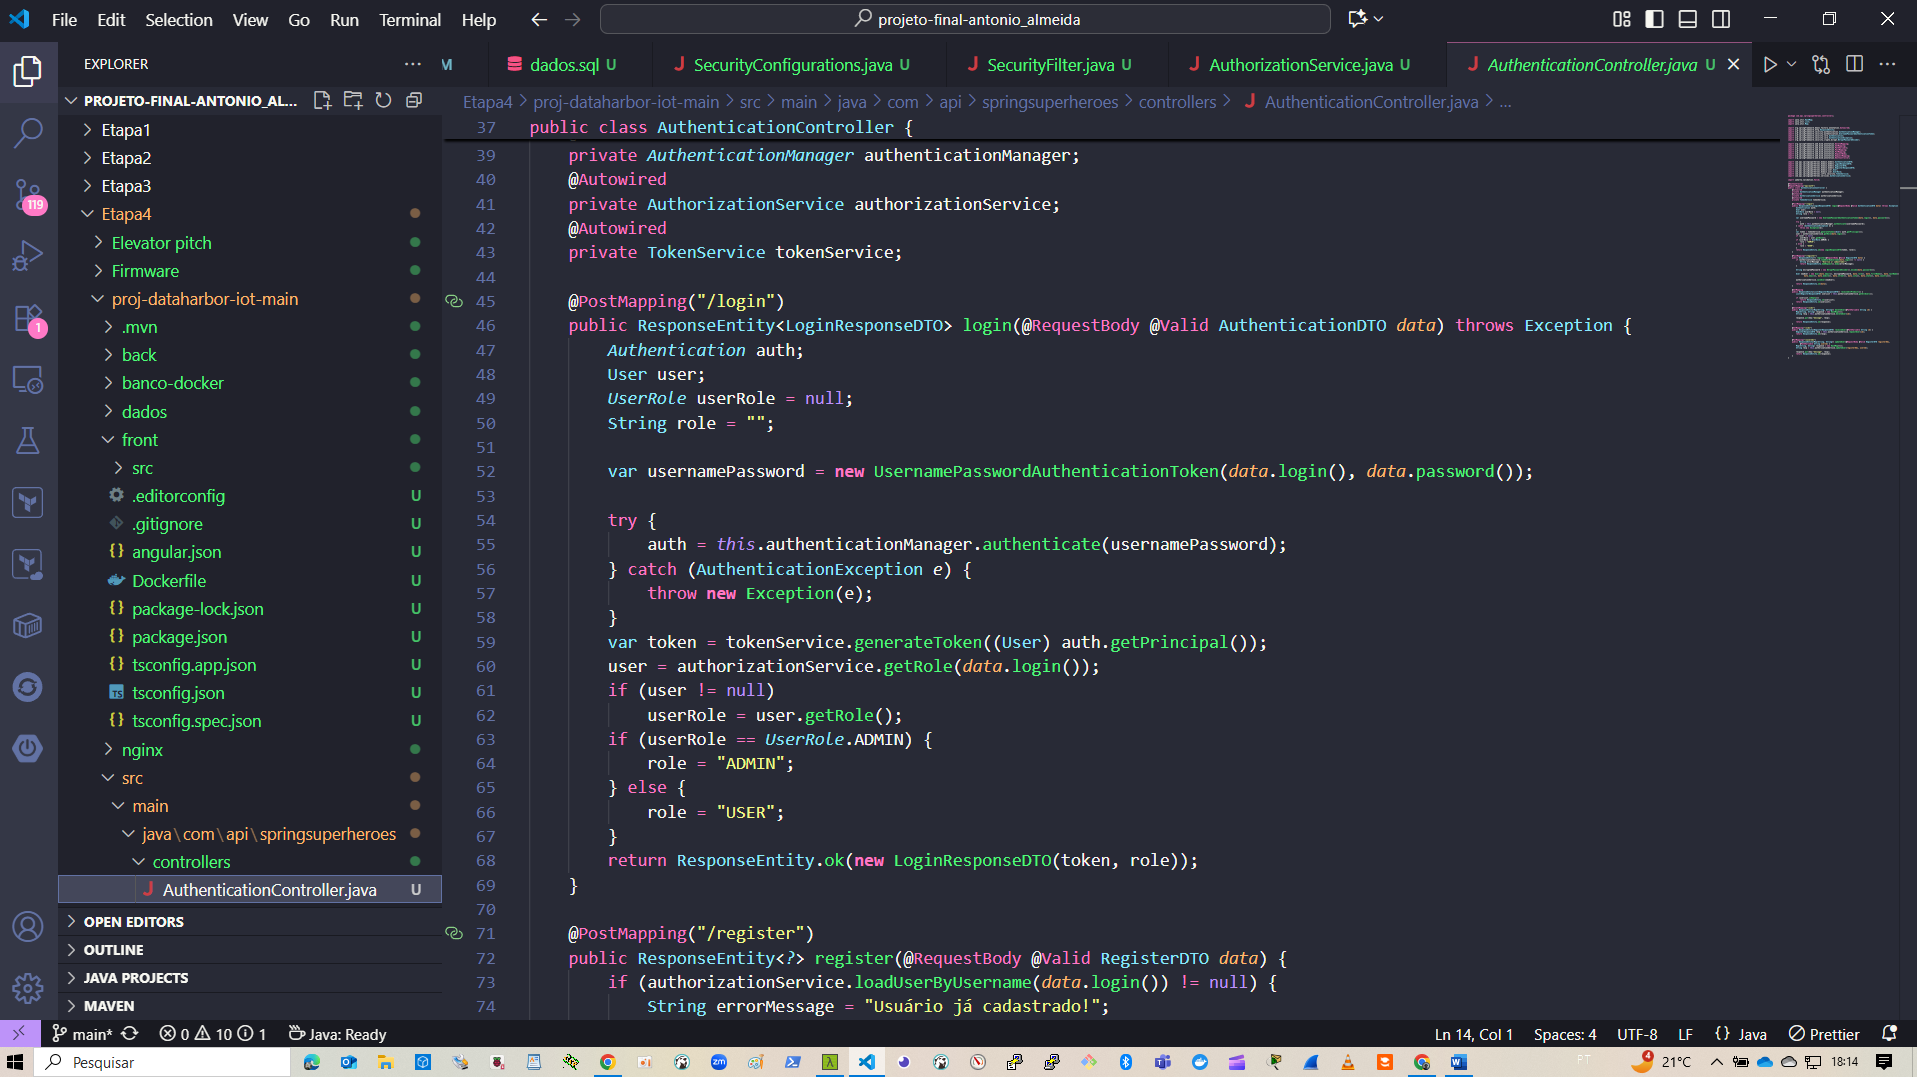 File Edit Selection View Go Run Terminal Help
projeto-final-antonio_almeida
EXPLORER
M
dados.sql U
SecurityConfigurations.java U
SecurityFilter.java U
AuthorizationService.java U
AuthenticationController.java U
PROJETO-FINAL-ANTONIO_AL...
Etapa4 > proj-dataharbor-iot-main > src > main > java > com > api > springsuperheroes > controllers > J AuthenticationController.java > ...
Etapa1
Etapa2
Etapa3
Etapa4
Elevator pitch
Firmware
proj-dataharbor-iot-main
.mvn
back
banco-docker
dados
front
src
.editorconfig U
.gitignore U
angular.json U
Dockerfile U
package-lock.json U
package.json U
tsconfig.app.json U
tsconfig.json U
tsconfig.spec.json U
nginx
src
main
java\com\api\springsuperheroes
controllers
AuthenticationController.java U
OPEN EDITORS
OUTLINE
JAVA PROJECTS
MAVEN
119
1
37 public class AuthenticationController {
39 private AuthenticationManager authenticationManager;
40 @Autowired
41 private AuthorizationService authorizationService;
42 @Autowired
43 private TokenService tokenService;
44
45 @PostMapping("/login")
46 public ResponseEntity<LoginResponseDTO> login(@RequestBody @Valid AuthenticationDTO data) throws Exception {
47 Authentication auth;
48 User user;
49 UserRole userRole = null;
50 String role = "";
51
52 var usernamePassword = new UsernamePasswordAuthenticationToken(data.login(), data.password());
53
54 try {
55 auth = this.authenticationManager.authenticate(usernamePassword);
56 } catch (AuthenticationException e) {
57 throw new Exception(e);
58 }
59 var token = tokenService.generateToken((User) auth.getPrincipal());
60 user = authorizationService.getRole(data.login());
61 if (user != null)
62 userRole = user.getRole();
63 if (userRole == UserRole.ADMIN) {
64 role = "ADMIN";
65 } else {
66 role = "USER";
67 }
68 return ResponseEntity.ok(new LoginResponseDTO(token, role));
69 }
70
71 @PostMapping("/register")
72 public ResponseEntity<?> register(@RequestBody @Valid RegisterDTO data) {
73 if (authorizationService.loadUserByUsername(data.login()) != null) {
74 String errorMessage = "Usuário já cadastrado!";
main* 0 10 1 Java: Ready
Ln 14, Col 1 Spaces: 4 UTF-8 LF {} Java Prettier
Pesquisar
PT
4 21°C 18:14